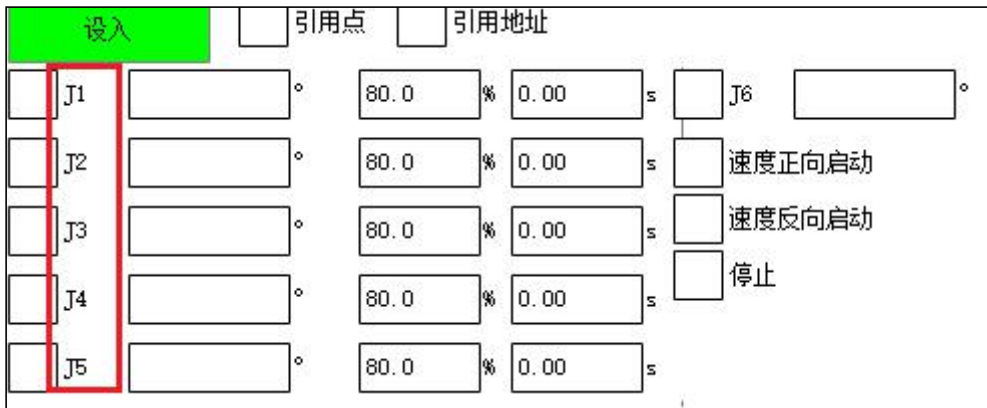 设入 引用点 引用地址
J1 ° 80.0 % 0.00 s J6 °
J2 ° 80.0 % 0.00 s 速度正向启动
J3 ° 80.0 % 0.00 s 速度反向启动
J4 ° 80.0 % 0.00 s 停止
J5 ° 80.0 % 0.00 s